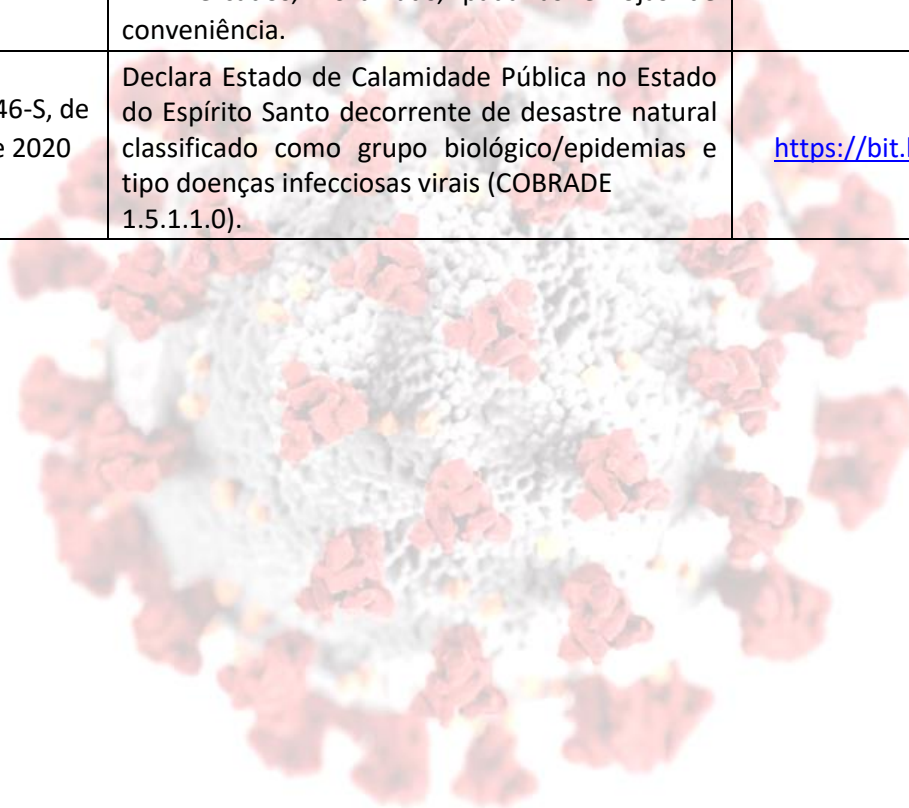 conveniência.
46-S, de
e 2020
Declara Estado de Calamidade Pública no Estado
do Espírito Santo decorrente de desastre natural
classificado como grupo biológico/epidemias e
tipo doenças infecciosas virais (COBRADE
1.5.1.1.0).
https://bit.